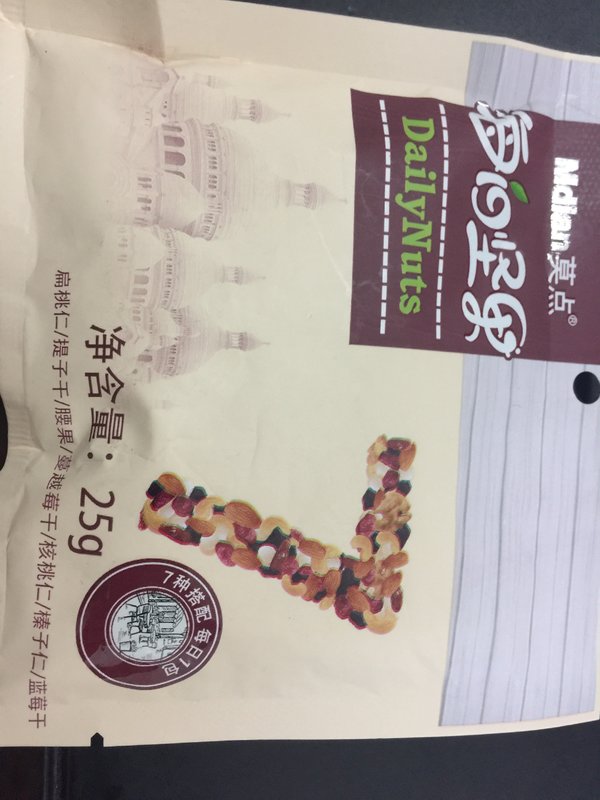 Mdian莫点®
每日坚果
DailyNuts
7种搭配 每日1包
净含量：25g
扁桃仁/提子干/腰果/蔓越莓干/核桃仁/榛子仁/蓝莓干